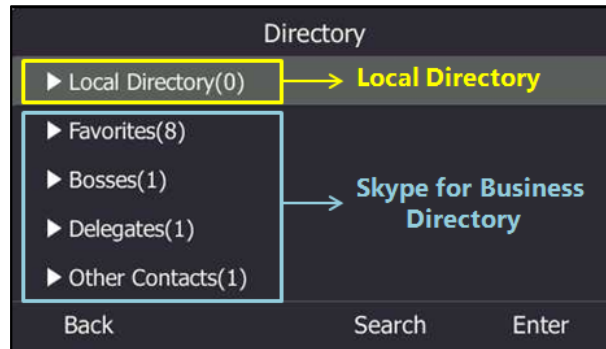 Directory
▶ Local Directory(0)
Local Directory
▶ Favorites(8)
▶ Bosses(1)
Skype for Business
Directory
▶ Delegates(1)
▶ Other Contacts(1)
Back Search Enter